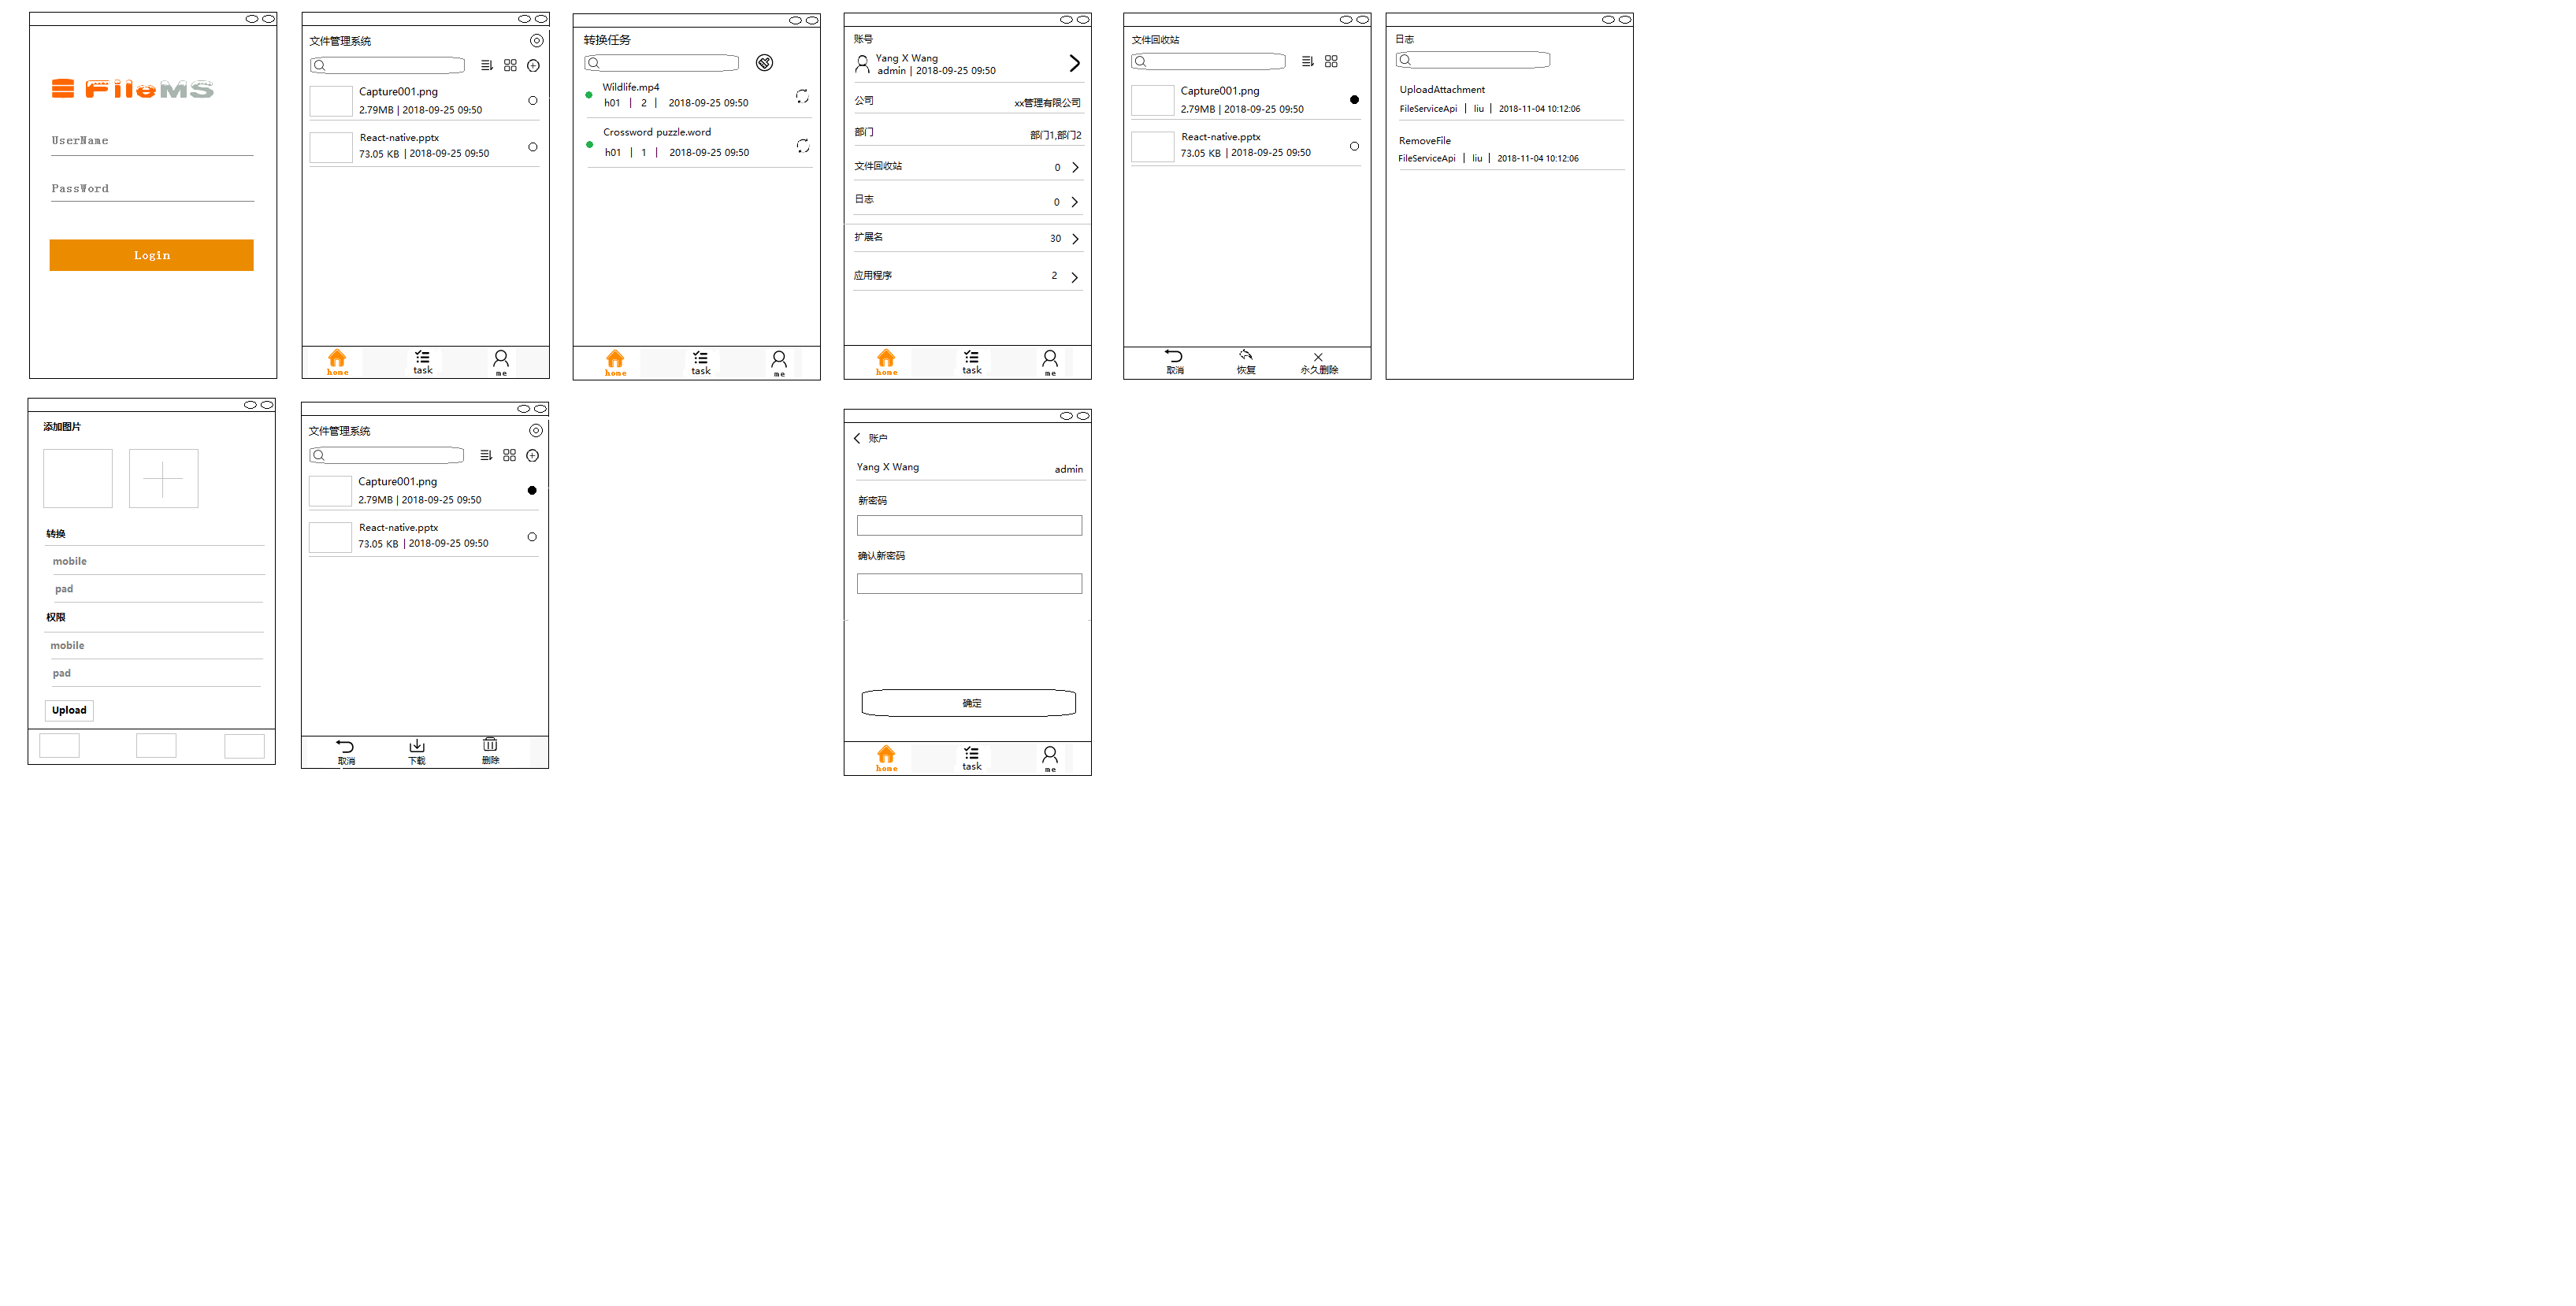 FileMS
UserName
PassWord
Login
文件管理系统
Capture001.png
2.79MB | 2018-09-25 09:50
React-native.pptx
73.05 KB | 2018-09-25 09:50
home
task
me
转换任务
Wildlife.mp4
h01 | 2 | 2018-09-25 09:50
Crossword puzzle.word
h01 | 1 | 2018-09-25 09:50
home
task
me
账号
Yang X Wang
admin | 2018-09-25 09:50
公司 xx管理有限公司
部门 部门1,部门2
文件回收站 0
日志 0
扩展名 30
应用程序 2
home
task
me
文件回收站
Capture001.png
2.79MB | 2018-09-25 09:50
React-native.pptx
73.05 KB | 2018-09-25 09:50
取消
恢复
永久删除
日志
UploadAttachment
FileServiceApi | liu | 2018-11-04 10:12:06
RemoveFile
FileServiceApi | liu | 2018-11-04 10:12:06
添加图片
转换
mobile
pad
权限
mobile
pad
Upload
文件管理系统
Capture001.png
2.79MB | 2018-09-25 09:50
React-native.pptx
73.05 KB | 2018-09-25 09:50
取消
下载
删除
账户
Yang X Wang admin
新密码
确认新密码
确定
home
task
me